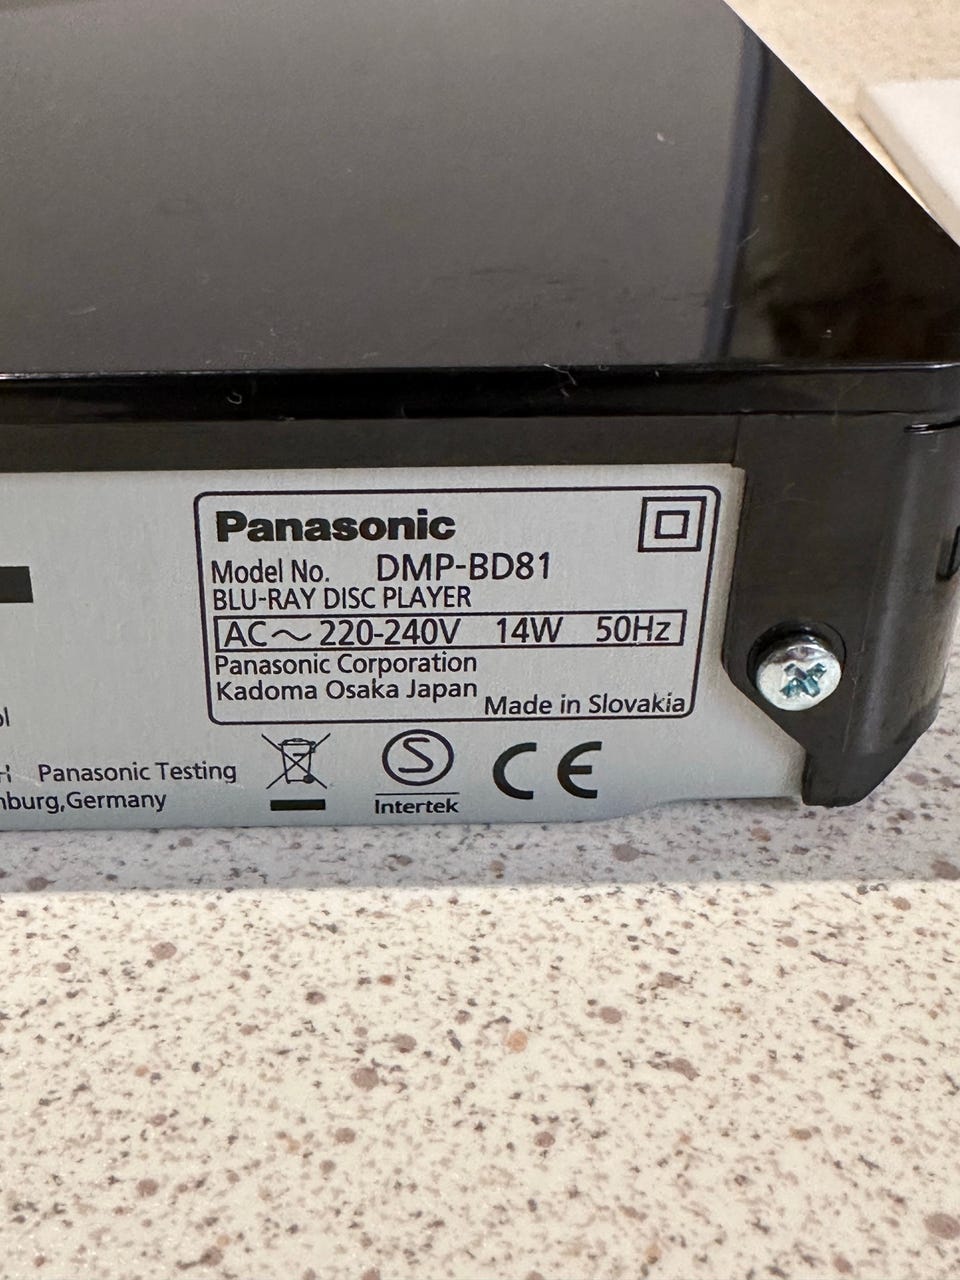 Panasonic
Model No. DMP-BD81
BLU-RAY DISC PLAYER
AC～ 220-240V 14W 50Hz
Panasonic Corporation
Kadoma Osaka Japan
Made in Slovakia
Panasonic Testing
Germany
S
Intertek
CE